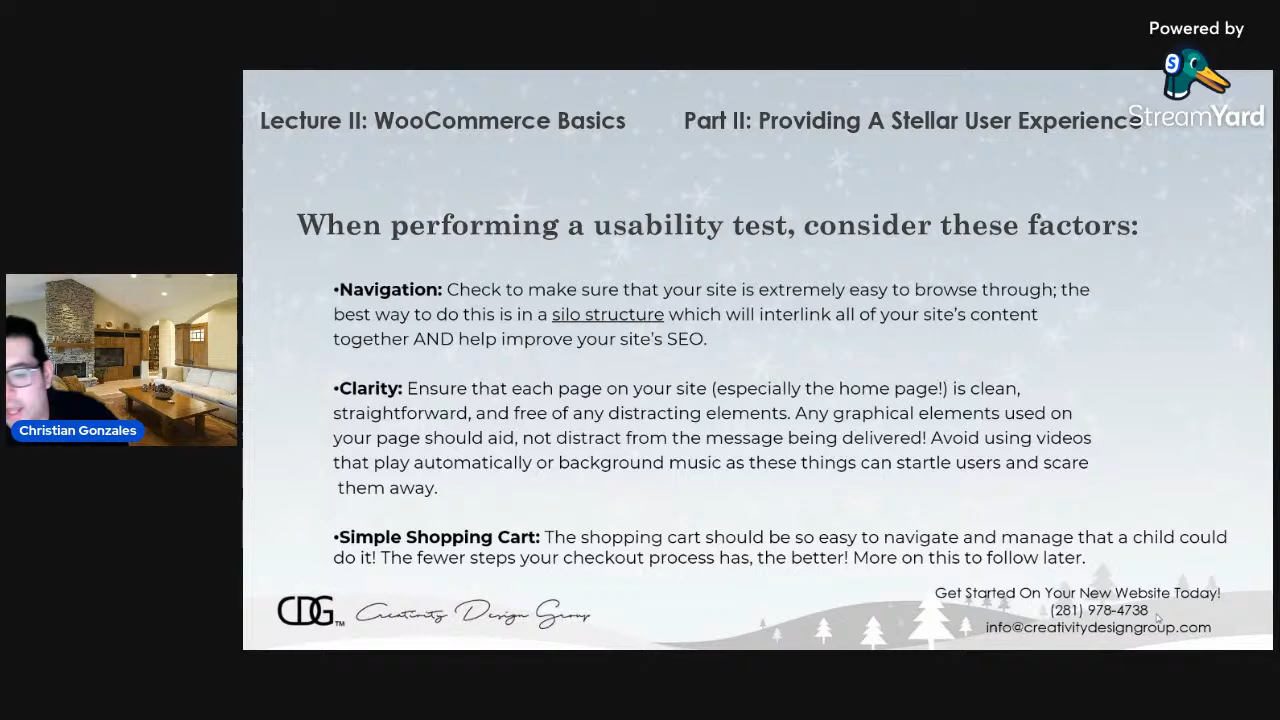 Powered by
StreamYard
Lecture II: WooCommerce Basics
Part II: Providing A Stellar User Experience
When performing a usability test, consider these factors:
•Navigation: Check to make sure that your site is extremely easy to browse through; the
best way to do this is in a silo structure which will interlink all of your site’s content
together AND help improve your site’s SEO.
•Clarity: Ensure that each page on your site (especially the home page!) is clean,
straightforward, and free of any distracting elements. Any graphical elements used on
your page should aid, not distract from the message being delivered! Avoid using videos
that play automatically or background music as these things can startle users and scare
them away.
Christian Gonzales
•Simple Shopping Cart: The shopping cart should be so easy to navigate and manage that a child could
do it! The fewer steps your checkout process has, the better! More on this to follow later.
CDG™ Creativity Design Group
Get Started On Your New Website Today!
(281) 978-4738
info@creativitydesigngroup.com